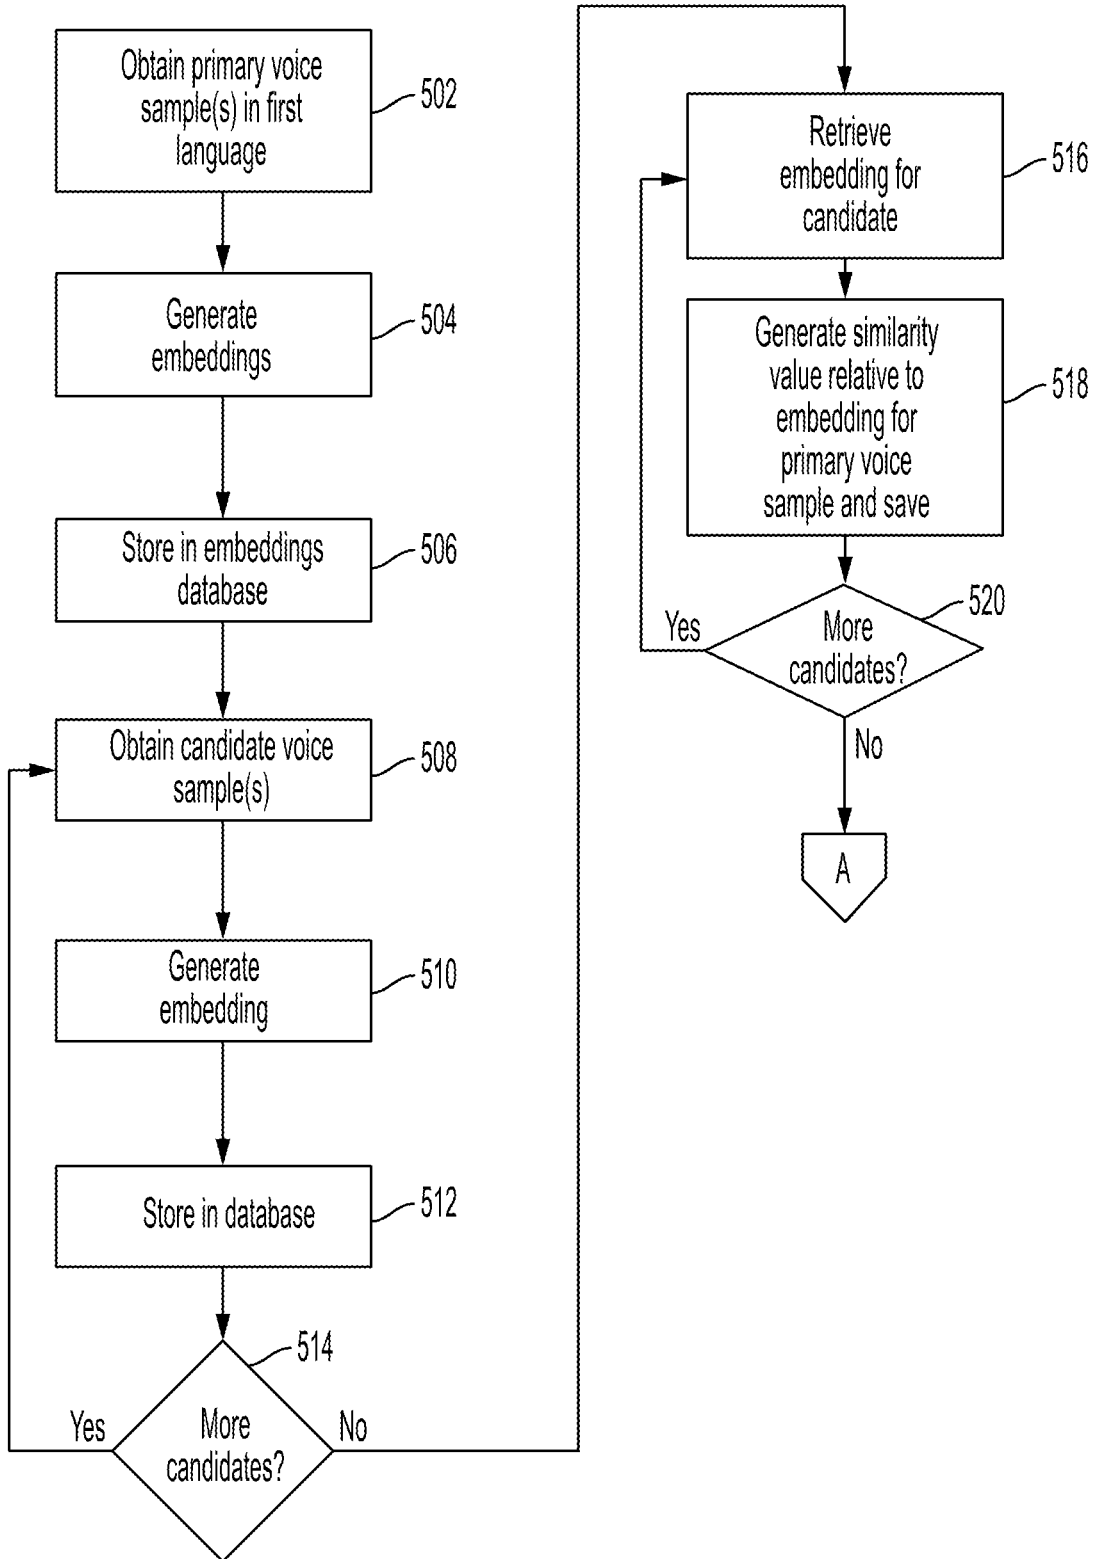 Obtain primary voice
sample(s) in first
language
502
Generate
embeddings
504
Store in embeddings
database
506
Obtain candidate voice
sample(s)
508
Generate
embedding
510
Store in database
512
514
Yes
More
candidates?
No
Retrieve
embedding for
candidate
516
Generate similarity
value relative to
embedding for
primary voice
sample and save
518
520
Yes
More
candidates?
No
A